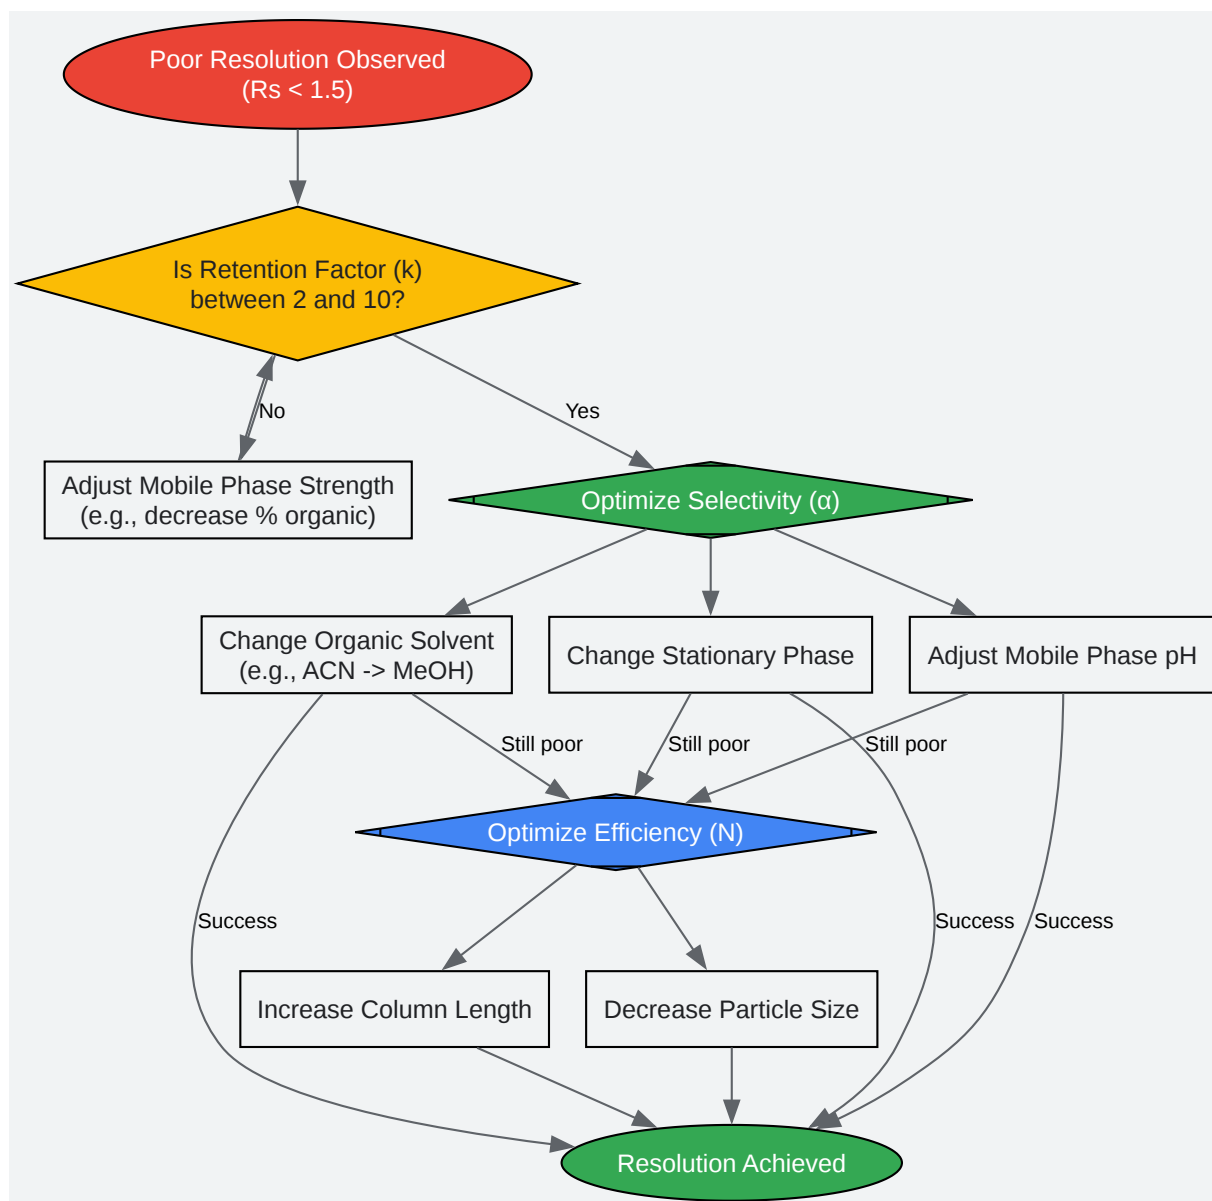 Poor Resolution Observed
(Rs < 1.5)
Is Retention Factor (k)
between 2 and 10?
No
Yes
Adjust Mobile Phase Strength
(e.g., decrease % organic)
Optimize Selectivity (α)
Change Organic Solvent
(e.g., ACN -> MeOH)
Change Stationary Phase
Adjust Mobile Phase pH
Still poor
Still poor
Still poor
Optimize Efficiency (N)
Success
Success
Success
Increase Column Length
Decrease Particle Size
Resolution Achieved